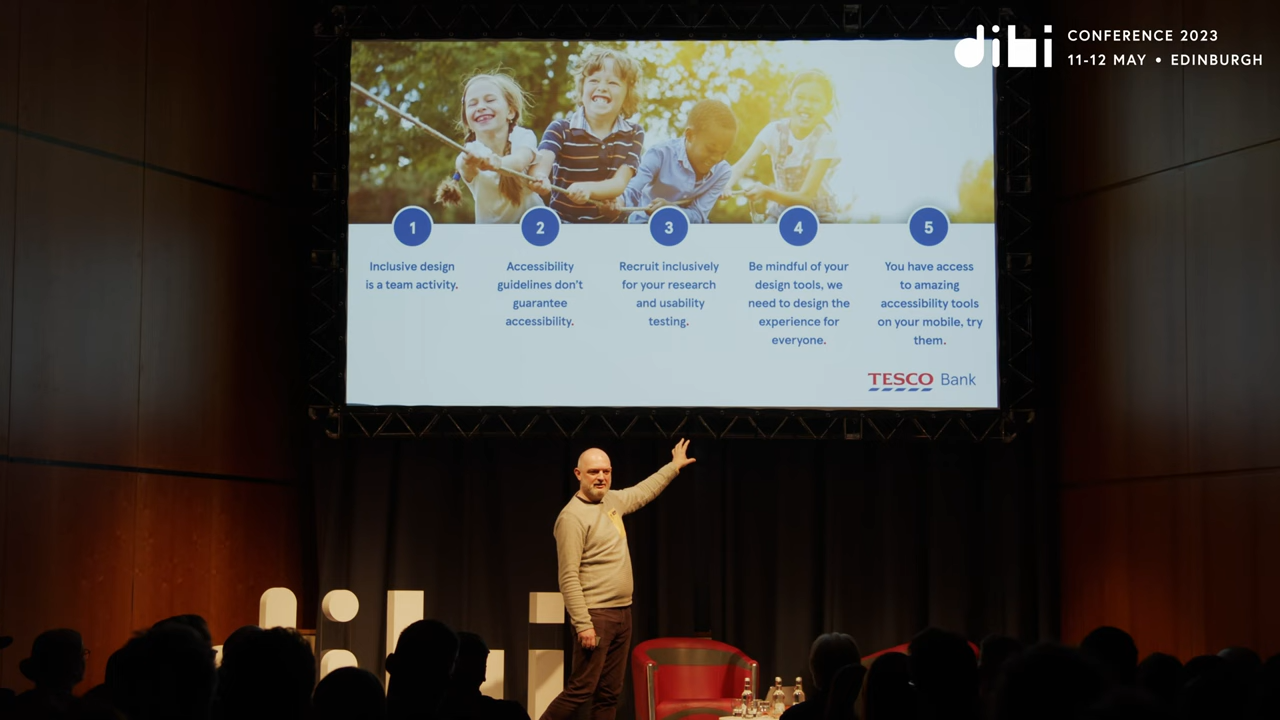 dibi
CONFERENCE 2023
11-12 MAY • EDINBURGH
1
Inclusive design
is a team activity.
2
Accessibility
guidelines don't
guarantee
accessibility.
3
Recruit inclusively
for your research
and usability
testing.
4
Be mindful of your
design tools, we
need to design the
experience for
everyone.
5
You have access
to amazing
accessibility tools
on your mobile, try
them.
TESCO Bank
dibi